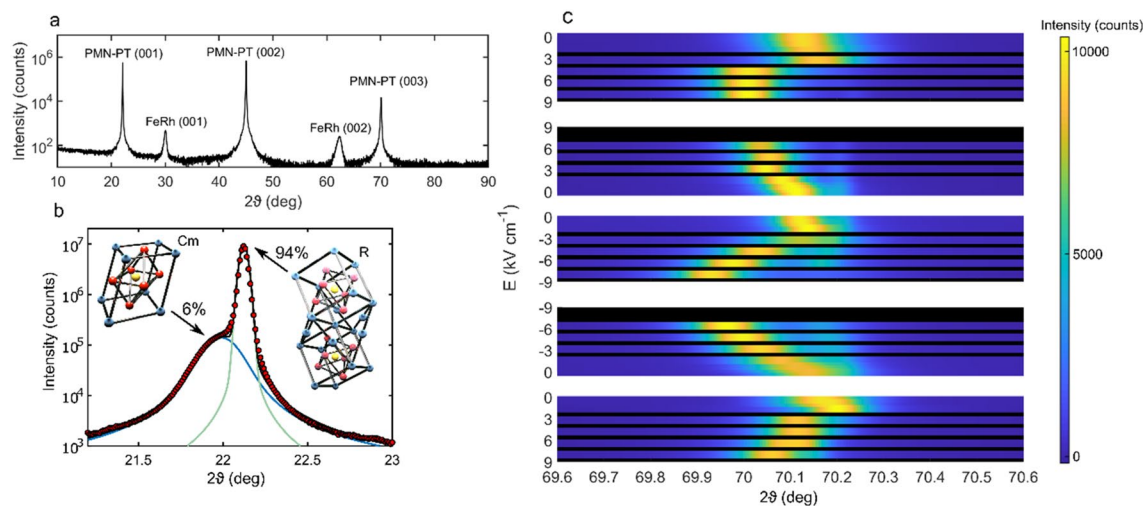 a
PMN-PT (001)
PMN-PT (002)
PMN-PT (003)
FeRh (001)
FeRh (002)
Intensity (counts)
10^6
10^4
10^2
10 20 30 40 50 60 70 80 90
2ϑ (deg)
b
Cm
94%
R
6%
Intensity (counts)
10^7
10^6
10^5
10^4
10^3
21.5 22 22.5 23
2ϑ (deg)
c
Intensity (counts)
10000
5000
0
E (kV cm^-1)
0
3
6
9
9
6
3
0
0
-3
-6
-9
-9
-6
-3
0
0
3
6
9
69.6 69.7 69.8 69.9 70 70.1 70.2 70.3 70.4 70.5 70.6
2ϑ (deg)